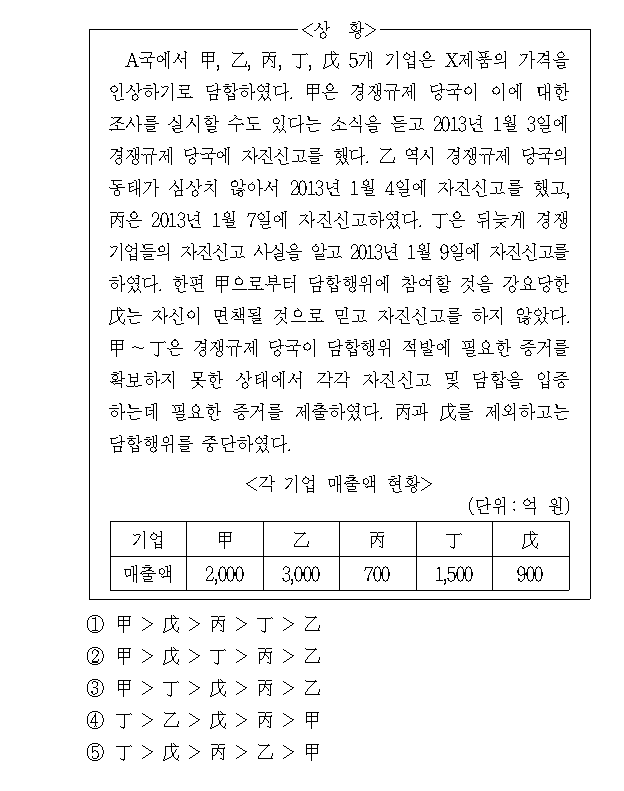 <상 황>
A국에서 甲, 乙, 丙, 丁, 戊 5개 기업은 X제품의 가격을
인상하기로 담합하였다. 甲은 경쟁규제 당국이 이에 대한
조사를 실시할 수도 있다는 소식을 듣고 2013년 1월 3일에
경쟁규제 당국에 자진신고를 했다. 乙 역시 경쟁규제 당국의
동태가 심상치 않아서 2013년 1월 4일에 자진신고를 했고,
丙은 2013년 1월 7일에 자진신고하였다. 丁은 뒤늦게 경쟁
기업들의 자진신고 사실을 알고 2013년 1월 9일에 자진신고를
하였다. 한편 甲으로부터 담합행위에 참여할 것을 강요당한
戊는 자신이 면책될 것으로 믿고 자진신고를 하지 않았다.
甲～丁은 경쟁규제 당국이 담합행위 적발에 필요한 증거를
확보하지 못한 상태에서 각각 자진신고 및 담합을 입증
하는데 필요한 증거를 제출하였다. 丙과 戊를 제외하고는
담합행위를 중단하였다.
<각 기업 매출액 현황>
(단위 : 억 원)
기업 甲 乙 丙 丁 戊
매출액 2,000 3,000 700 1,500 900
① 甲 > 戊 > 丙 > 丁 > 乙
② 甲 > 戊 > 丁 > 丙 > 乙
③ 甲 > 丁 > 戊 > 丙 > 乙
④ 丁 > 乙 > 戊 > 丙 > 甲
⑤ 丁 > 戊 > 丙 > 乙 > 甲